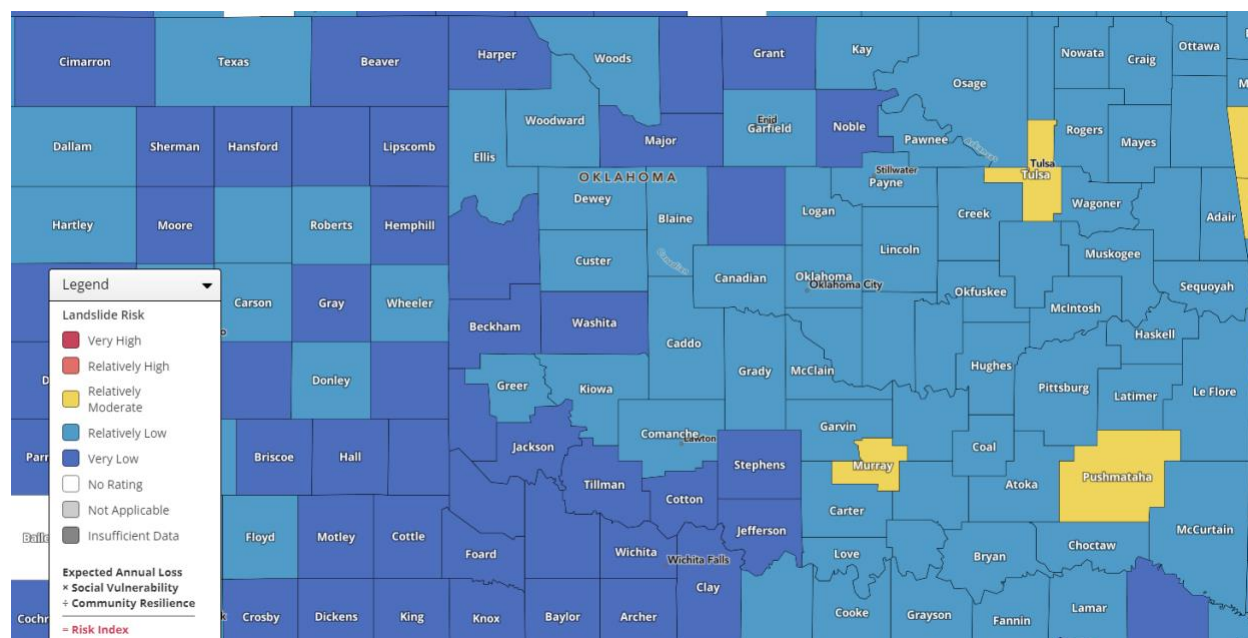 Cimarron
Texas
Beaver
Harper
Woods
Grant
Kay
Osage
Nowata
Craig
Ottawa
Dallam
Sherman
Hansford
Lipscomb
Ellis
Woodward
Major
Enid
Garfield
Noble
Pawnee
Arkansas
Tulsa
Tulsa
Rogers
Mayes
Hartley
Moore
Roberts
Hemphill
OKLAHOMA
Dewey
Blaine
Stillwater
Payne
Logan
Creek
Wagoner
Adair
Canadian
Custer
Canadian
Oklahoma
Oklahoma City
Lincoln
Okfuskee
Muskogee
McIntosh
Sequoyah
Carson
Gray
Wheeler
Beckham
Washita
Caddo
Grady
McClain
Hughes
Pittsburg
Haskell
Latimer
Le Flore
Donley
Greer
Kiowa
Comanche
Lawton
Garvin
Coal
Briscoe
Hall
Jackson
Tillman
Stephens
Murray
Atoka
Pushmataha
Cotton
Jefferson
Carter
McCurtain
Floyd
Motley
Cottle
Foard
Wichita
Wichita Falls
Love
Bryan
Choctaw
Crosby
Dickens
King
Knox
Baylor
Archer
Clay
Cooke
Grayson
Fannin
Lamar
Legend
Landslide Risk
Very High
Relatively High
Relatively
Moderate
Relatively Low
Very Low
No Rating
Not Applicable
Insufficient Data
Expected Annual Loss
× Social Vulnerability
÷ Community Resilience
= Risk Index